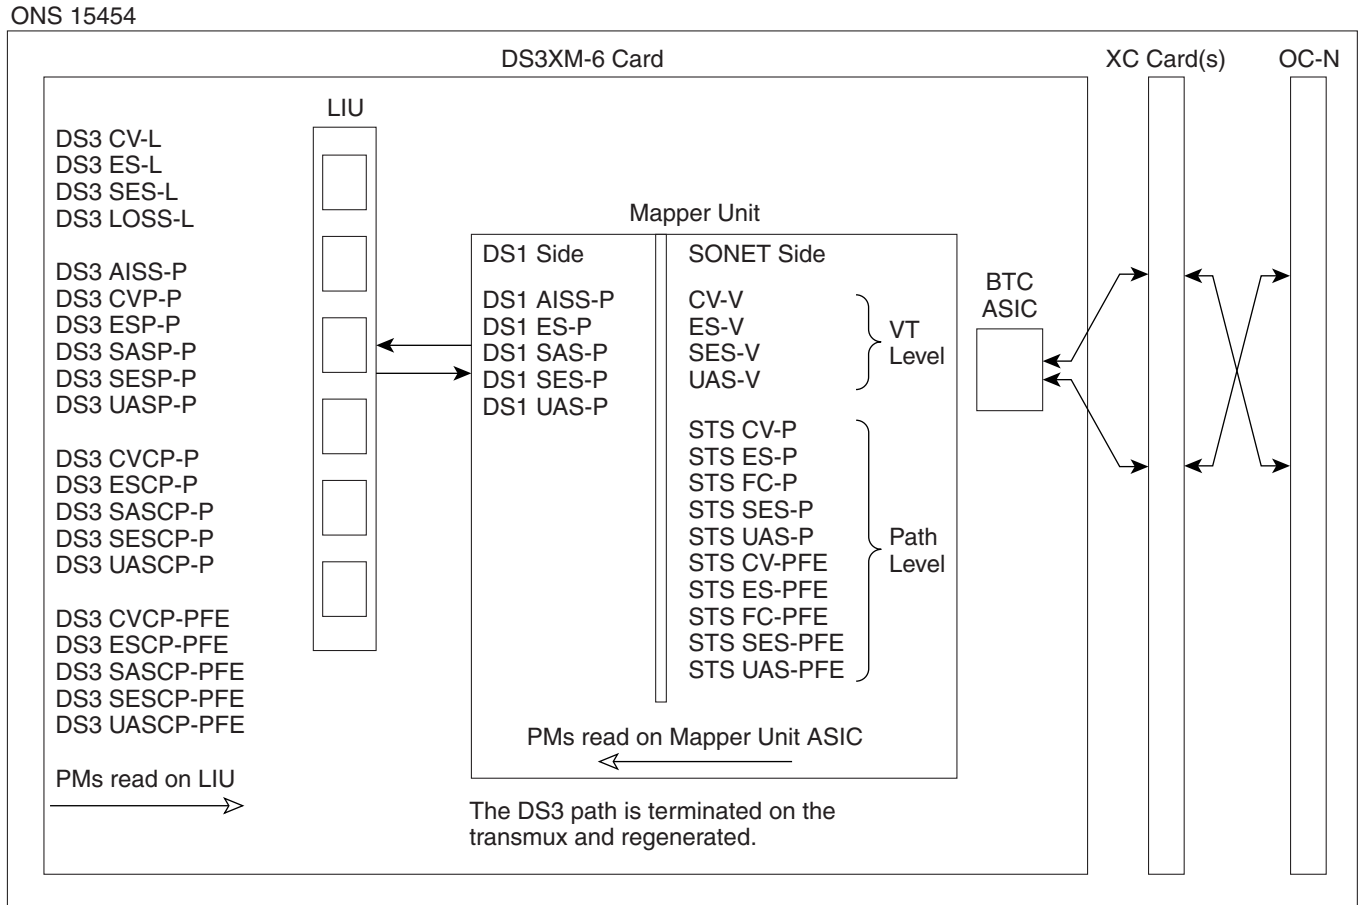 ONS 15454
DS3XM-6 Card
XC Card(s)
OC-N
LIU
DS3 CV-L
DS3 ES-L
DS3 SES-L
DS3 LOSS-L
DS3 AISS-P
DS3 CVP-P
DS3 ESP-P
DS3 SASP-P
DS3 SESP-P
DS3 UASP-P
DS3 CVCP-P
DS3 ESCP-P
DS3 SASCP-P
DS3 SESCP-P
DS3 UASCP-P
DS3 CVCP-PFE
DS3 ESCP-PFE
DS3 SASCP-PFE
DS3 SESCP-PFE
DS3 UASCP-PFE
PMs read on LIU
Mapper Unit
DS1 Side
DS1 AISS-P
DS1 ES-P
DS1 SAS-P
DS1 SES-P
DS1 UAS-P
SONET Side
CV-V
ES-V
SES-V
UAS-V
VT
Level
STS CV-P
STS ES-P
STS FC-P
STS SES-P
STS UAS-P
STS CV-PFE
STS ES-PFE
STS FC-PFE
STS SES-PFE
STS UAS-PFE
Path
Level
PMs read on Mapper Unit ASIC
The DS3 path is terminated on the
transmux and regenerated.
BTC
ASIC